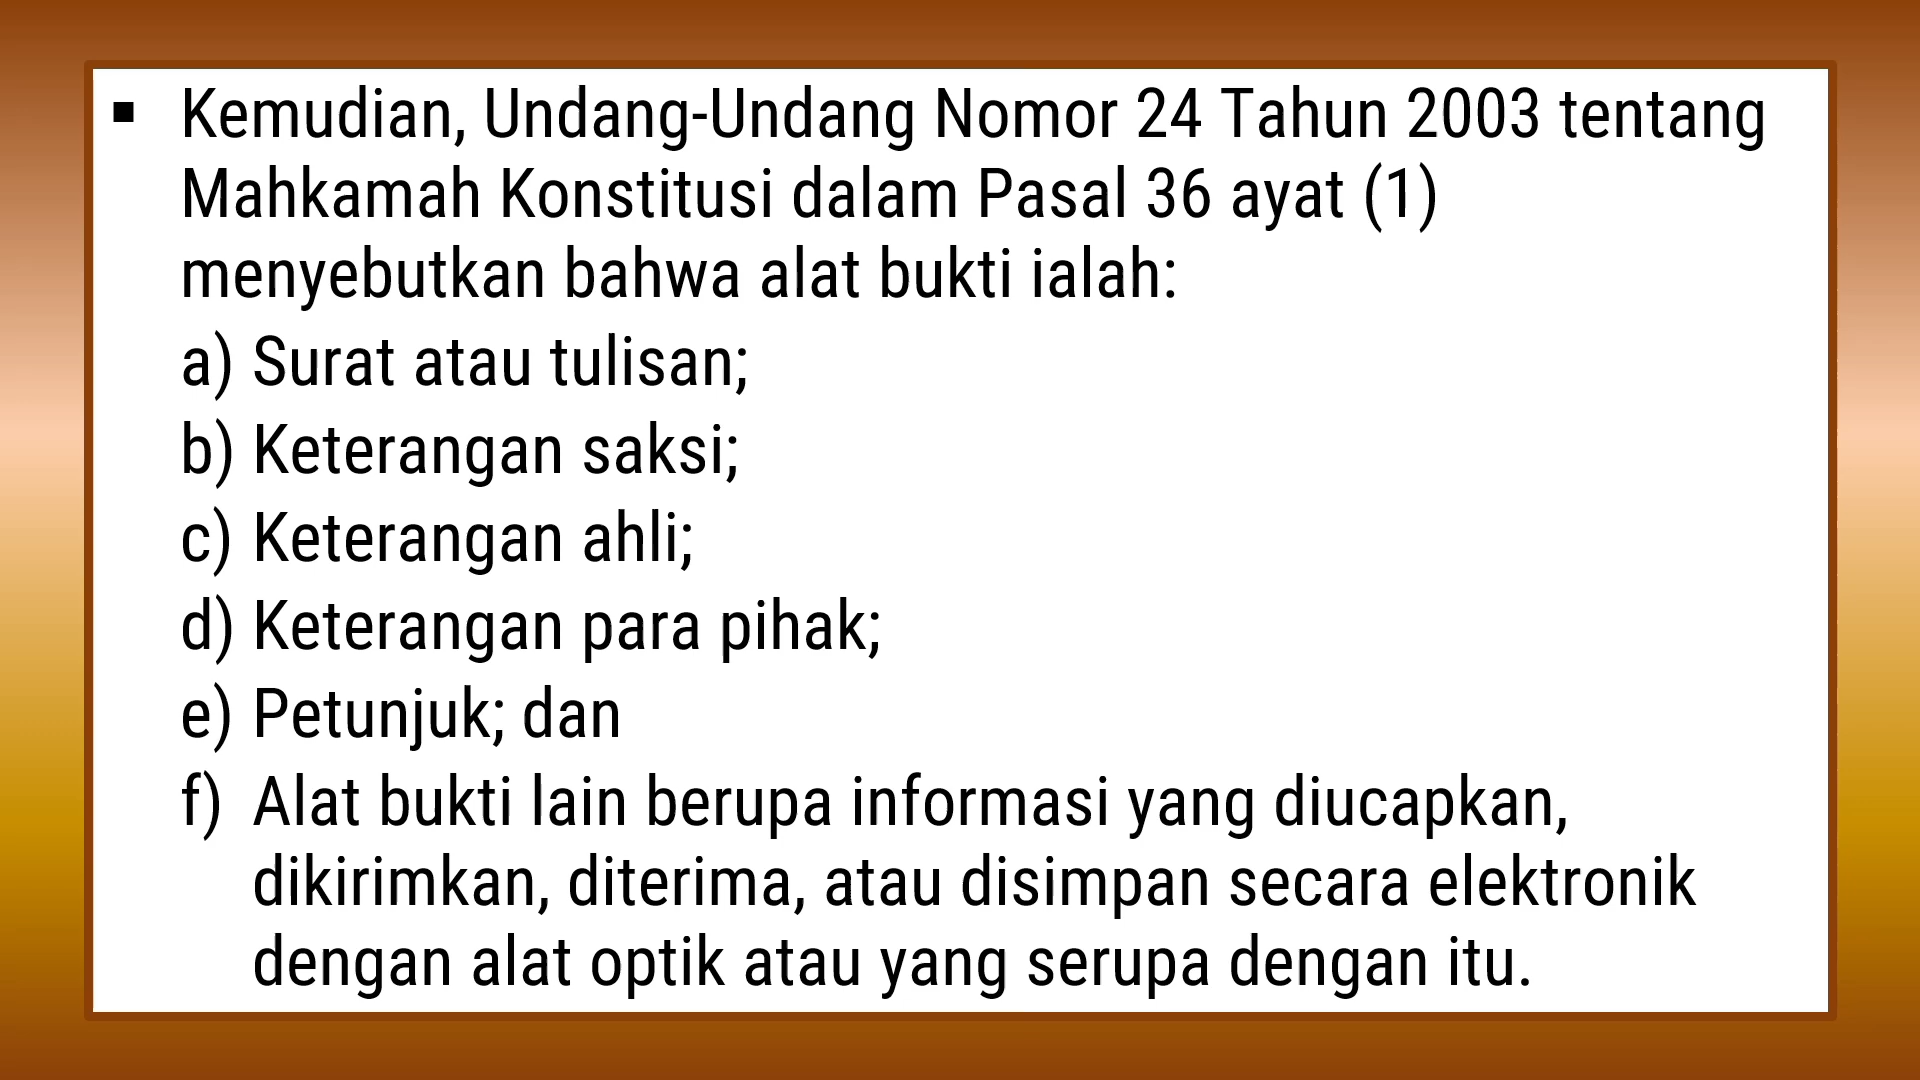 ▪ Kemudian, Undang-Undang Nomor 24 Tahun 2003 tentang
Mahkamah Konstitusi dalam Pasal 36 ayat (1)
menyebutkan bahwa alat bukti ialah:
a) Surat atau tulisan;
b) Keterangan saksi;
c) Keterangan ahli;
d) Keterangan para pihak;
e) Petunjuk; dan
f) Alat bukti lain berupa informasi yang diucapkan,
dikirimkan, diterima, atau disimpan secara elektronik
dengan alat optik atau yang serupa dengan itu.